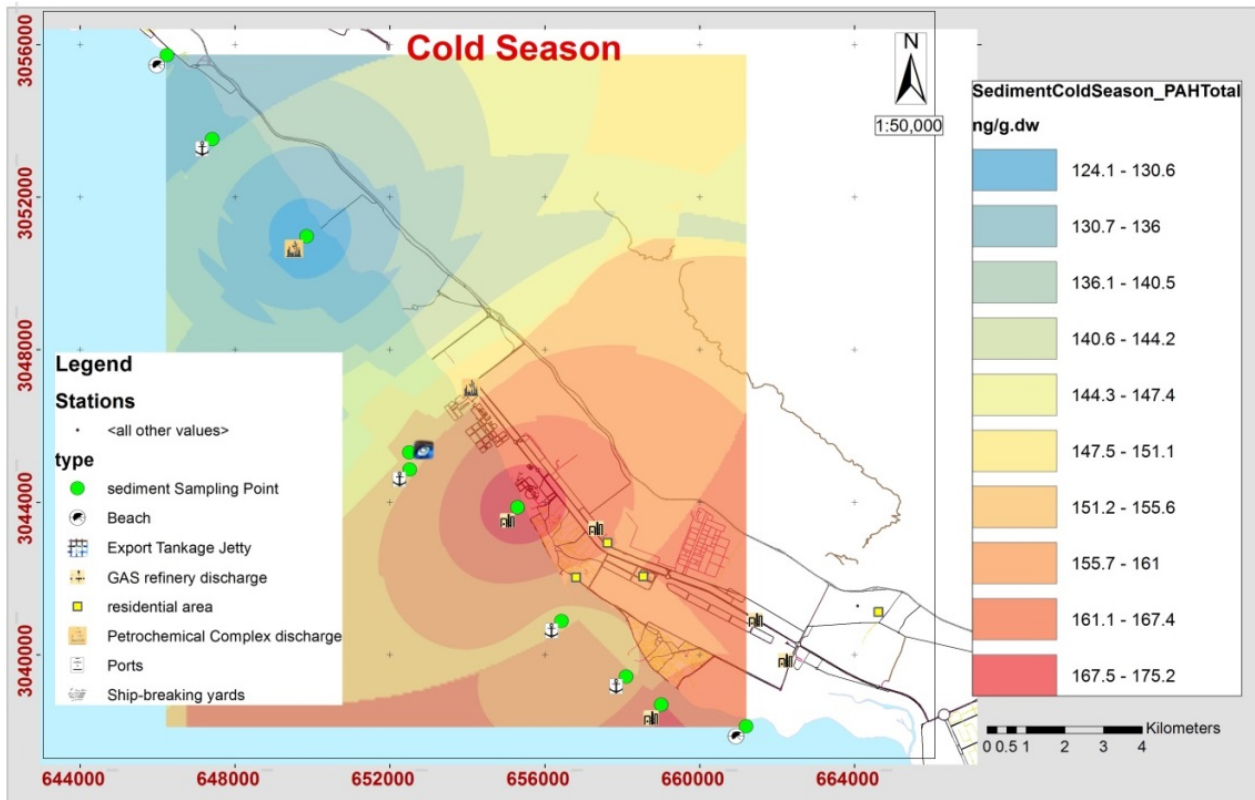 Cold Season
N
1:50,000
3056000
3052000
3048000
3044000
3040000
644000
648000
652000
656000
660000
664000
Legend
Stations
<all other values>
type
sediment Sampling Point
Beach
Export Tankage Jetty
GAS refinery discharge
residential area
Petrochemical Complex discharge
Ports
Ship-breaking yards
SedimentColdSeason_PAHTotal
ng/g.dw
124.1 - 130.6
130.7 - 136
136.1 - 140.5
140.6 - 144.2
144.3 - 147.4
147.5 - 151.1
151.2 - 155.6
155.7 - 161
161.1 - 167.4
167.5 - 175.2
Kilometers
0 0.5 1 2 3 4